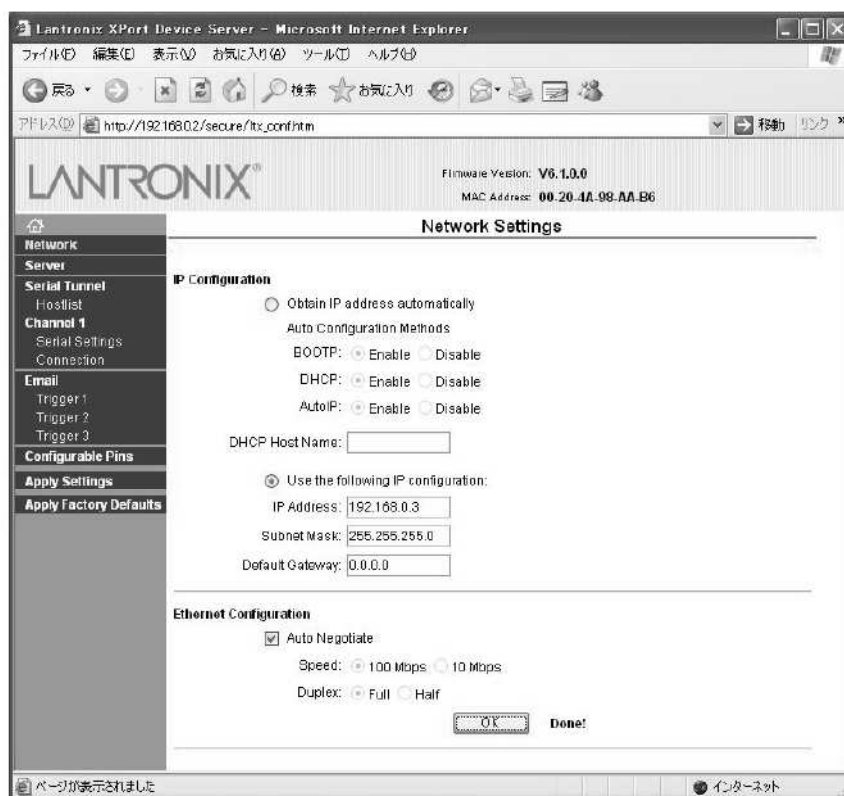 Lantronix XPort Device Server - Microsoft Internet Explorer
ファイル(F) 編集(E) 表示(V) お気に入り(A) ツール(T) ヘルプ(H)
戻る 検索 お気に入り
アドレス(D) http://192.168.0.2/secure/ltx_conf.htm 移動 リンク »
LANTRONIX®
Firmware Version: V6.1.0.0
MAC Address: 00-20-4A-98-AA-B6
Network
Server
Serial Tunnel
Hostlist
Channel 1
Serial Settings
Connection
Email
Trigger 1
Trigger 2
Trigger 3
Configurable Pins
Apply Settings
Apply Factory Defaults
Network Settings
IP Configuration
Obtain IP address automatically
Auto Configuration Methods
BOOTP: Enable Disable
DHCP: Enable Disable
AutoIP: Enable Disable
DHCP Host Name:
Use the following IP configuration:
IP Address: 192.168.0.3
Subnet Mask: 255.255.255.0
Default Gateway: 0.0.0.0
Ethernet Configuration
Auto Negotiate
Speed: 100 Mbps 10 Mbps
Duplex: Full Half
OK Done!
ページが表示されました インターネット